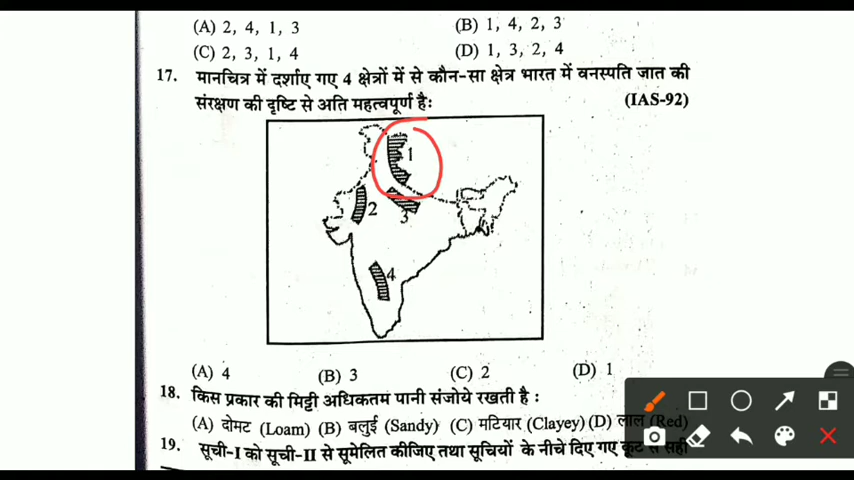 (A) 2, 4, 1, 3 (B) 1, 4, 2, 3
(C) 2, 3, 1, 4 (D) 1, 3, 2, 4
17. मानचित्र में दर्शाए गए 4 क्षेत्रों में से कौन-सा क्षेत्र भारत में वनस्पति जात की
संरक्षण की दृष्टि से अति महत्वपूर्ण है: (IAS-92)
1
2
3
4
(A) 4 (B) 3 (C) 2 (D) 1
18. किस प्रकार की मिट्टी अधिकतम पानी संजोये रखती है :
(A) दोमट (Loam) (B) बलुई (Sandy) (C) मटियार (Clayey) (D) लाल (Red)
19. सूची-I को सूची-II से सुमेलित कीजिए तथा सूचियों के नीचे दिए गए कूट से सही